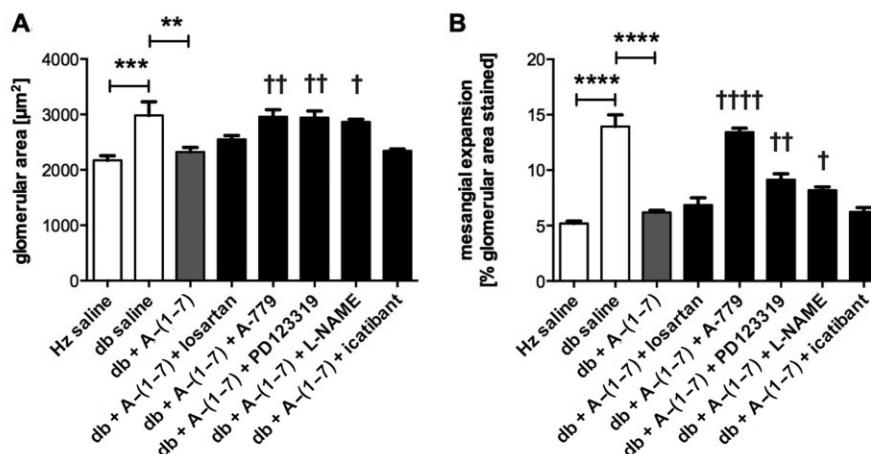 A
glomerular area [µm²]
4000
3000
2000
1000
0
***
**
††
††
†
Hz saline
db saline
db + A–(1–7)
db + A–(1–7) + losartan
db + A–(1–7) + A-779
db + A–(1–7) + PD123319
db + A–(1–7) + L-NAME
db + A–(1–7) + icatibant
B
mesangial expansion
[% glomerular area stained]
20
15
10
5
0
****
****
††††
††
†
Hz saline
db saline
db + A–(1–7)
db + A–(1–7) + losartan
db + A–(1–7) + A-779
db + A–(1–7) + PD123319
db + A–(1–7) + L-NAME
db + A–(1–7) + icatibant